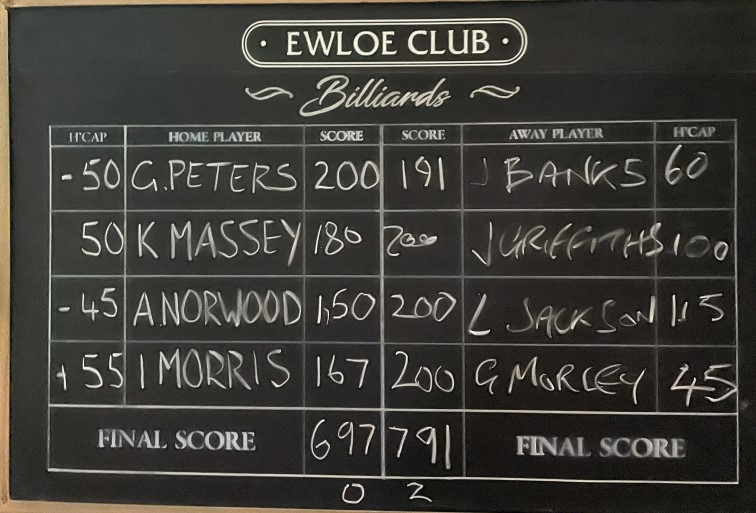 EWLOE CLUB
Billiards
H'CAP HOME PLAYER SCORE SCORE AWAY PLAYER H'CAP
-50 G.PETERS 200 191 J BANKS 60
50 K MASSEY 180 200 J GRIFFITHS 100
-45 A.NORWOOD 150 200 L JACKSON 115
+55 I MORRIS 167 200 G MORLEY 45
FINAL SCORE 697 791 FINAL SCORE
0 2